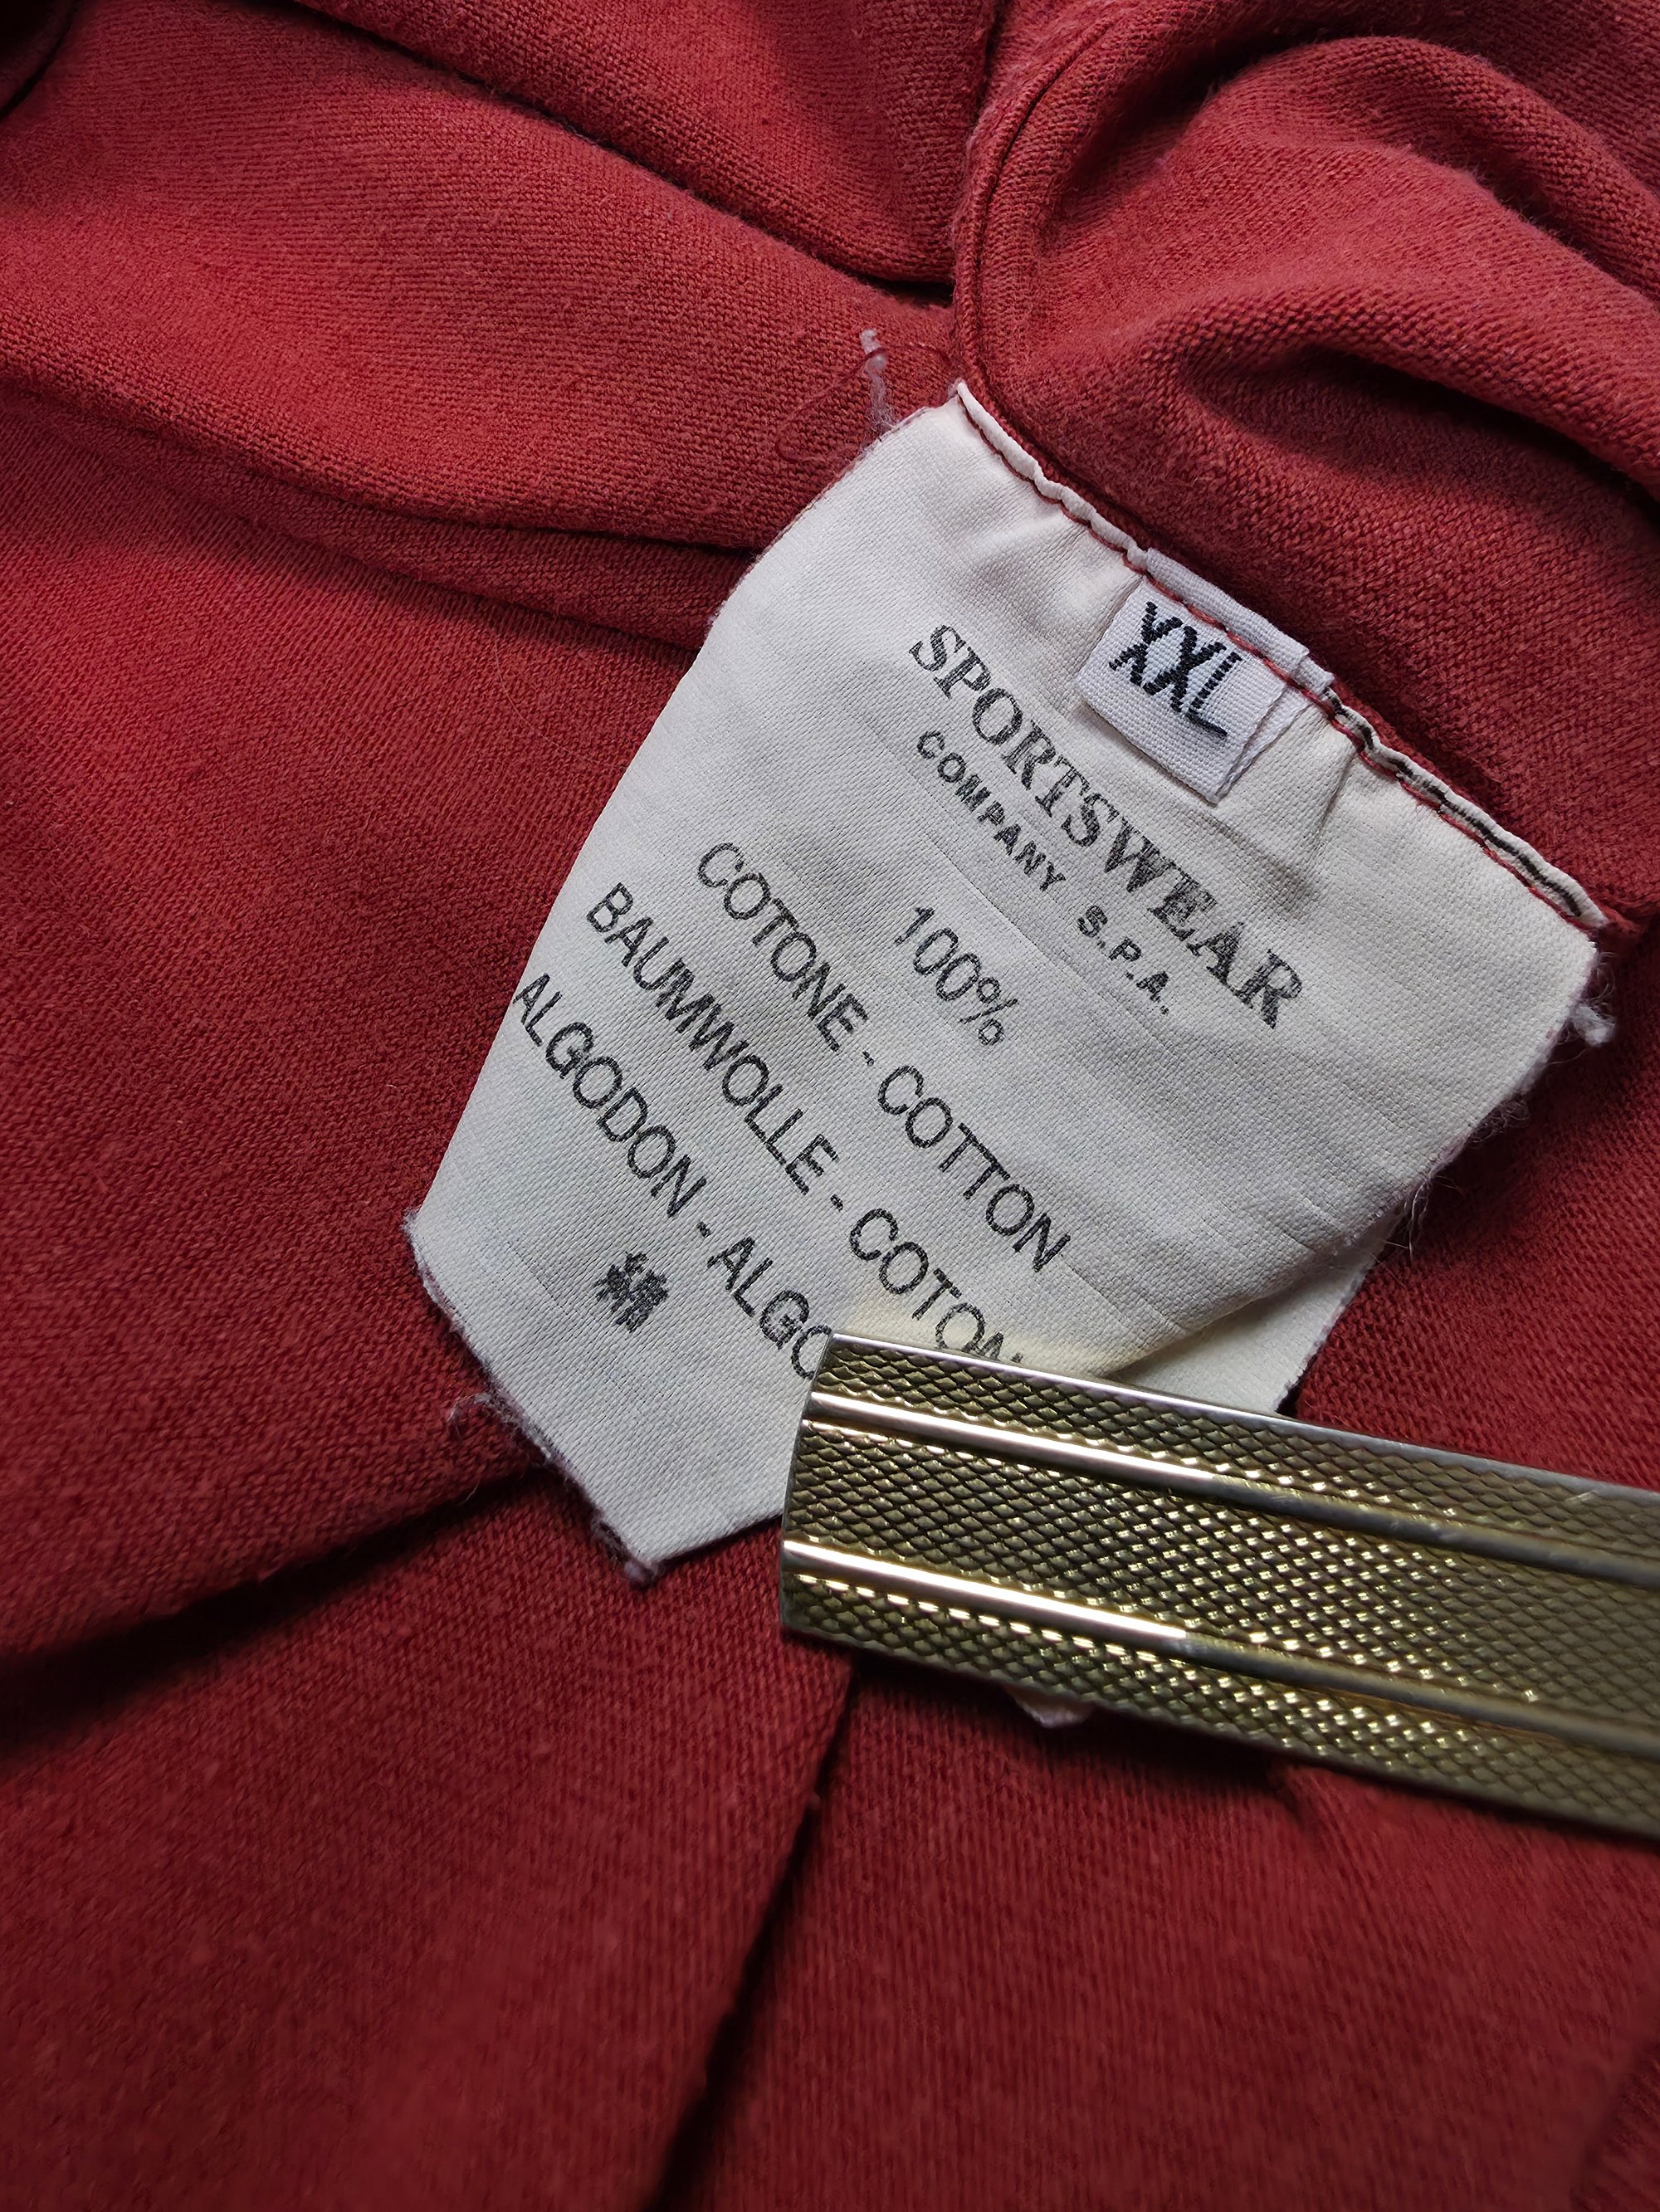 XXL
SPORTSWEAR
COMPANY S.P.A.
100%
COTONE - COTTON
BAUMWOLLE - COTON
ALGODON - ALGO
綿